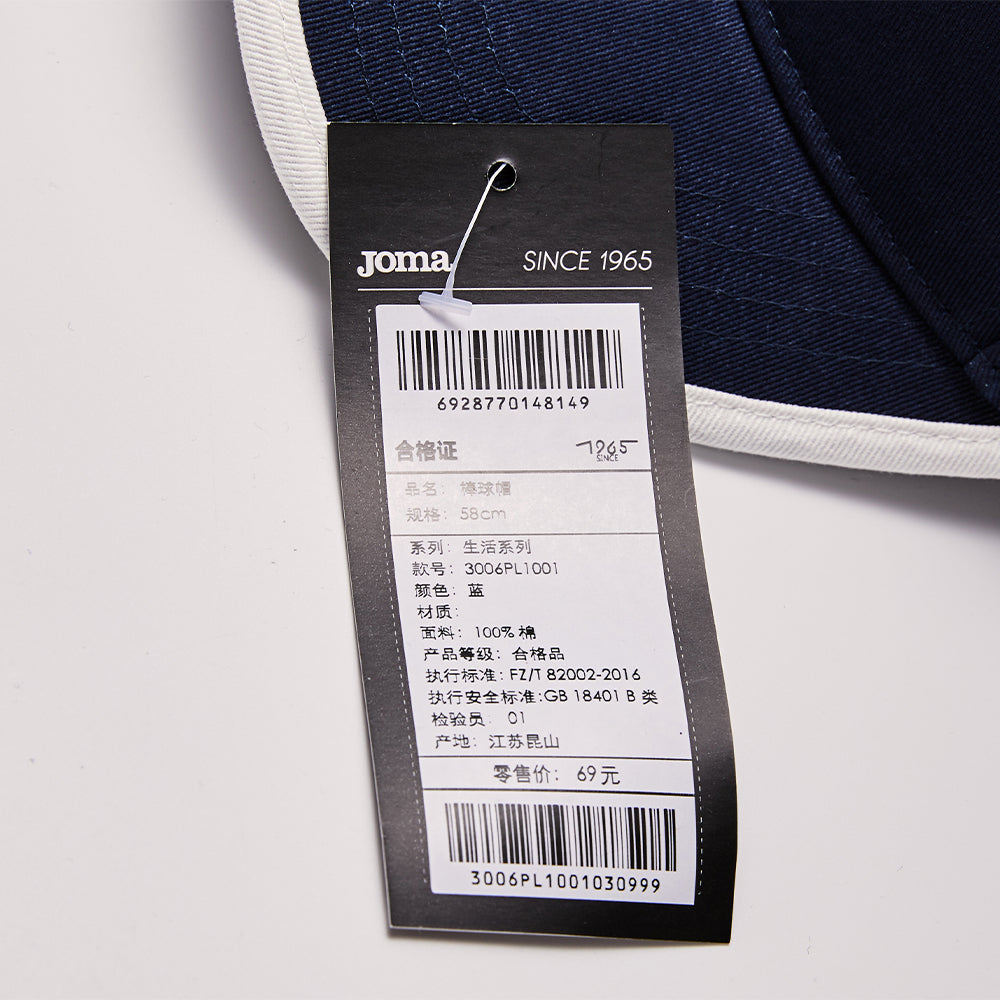 Joma SINCE 1965
6928770148149
合格证 1965
SINCE
品名: 棒球帽
规格: 58cm
系列: 生活系列
款号: 3006PL1001
颜色: 蓝
材质:
面料: 100% 棉
产品等级: 合格品
执行标准: FZ/T 82002-2016
执行安全标准:GB 18401 B 类
检验员: 01
产地: 江苏昆山
零售价: 69元
3006PL1001030999